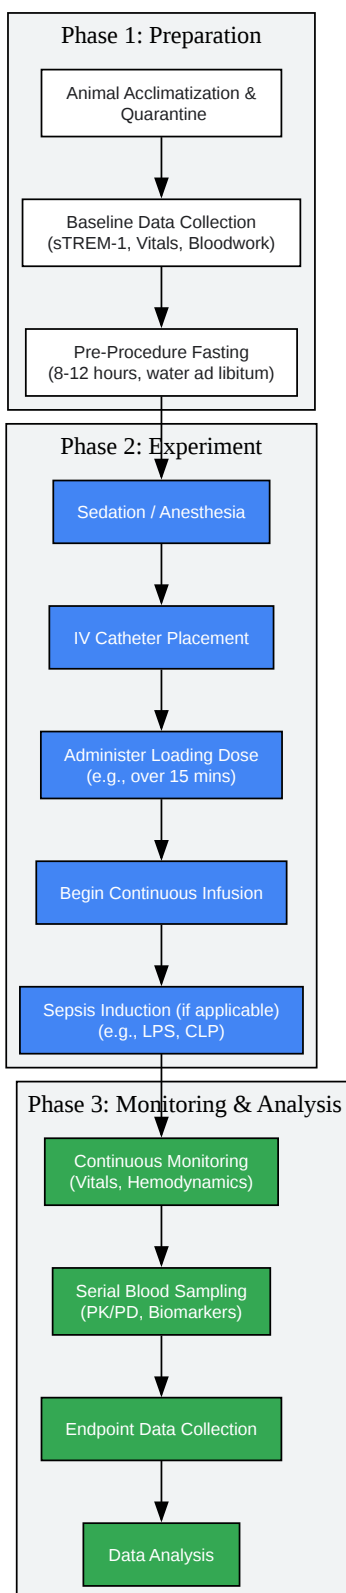 Phase 1: Preparation
Animal Acclimatization &
Quarantine
Baseline Data Collection
(sTREM-1, Vitals, Bloodwork)
Pre-Procedure Fasting
(8-12 hours, water ad libitum)
Phase 2: Experiment
Sedation / Anesthesia
IV Catheter Placement
Administer Loading Dose
(e.g., over 15 mins)
Begin Continuous Infusion
Sepsis Induction (if applicable)
(e.g., LPS, CLP)
Phase 3: Monitoring & Analysis
Continuous Monitoring
(Vitals, Hemodynamics)
Serial Blood Sampling
(PK/PD, Biomarkers)
Endpoint Data Collection
Data Analysis